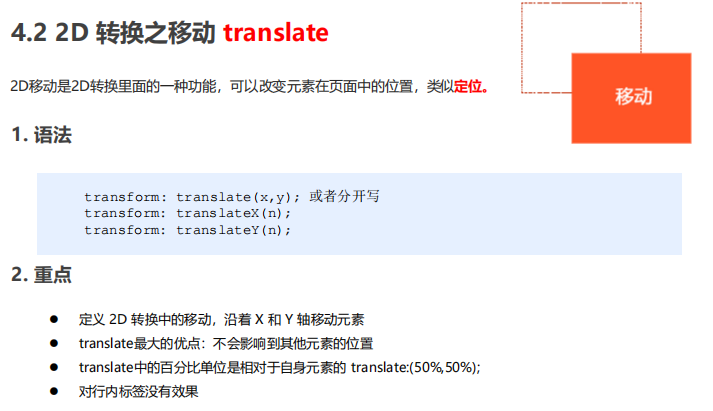 4.2 2D 转换之移动 translate
移动
2D移动是2D转换里面的一种功能，可以改变元素在页面中的位置，类似定位。
1. 语法
transform: translate(x,y); 或者分开写
transform: translateX(n);
transform: translateY(n);
2. 重点
● 定义 2D 转换中的移动，沿着 X 和 Y 轴移动元素
● translate最大的优点：不会影响到其他元素的位置
● translate中的百分比单位是相对于自身元素的 translate:(50%,50%);
● 对行内标签没有效果